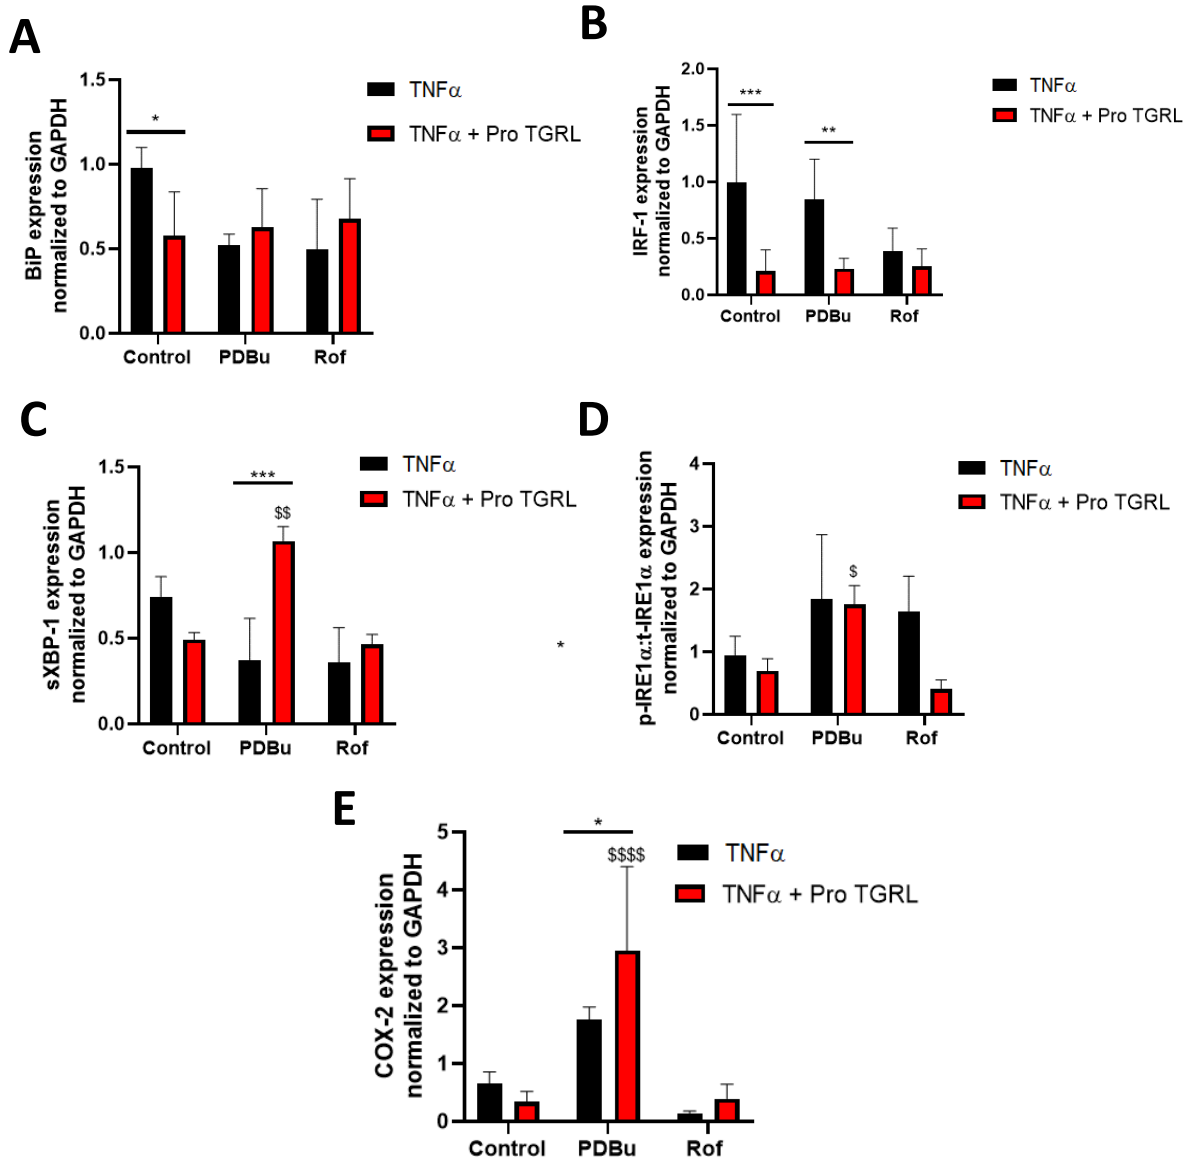 A
BiP expression
normalized to GAPDH
1.5
1.0
0.5
0.0
*
Control
PDBu
Rof
TNFα
TNFα + Pro TGRL
B
IRF-1 expression
normalized to GAPDH
2.0
1.5
1.0
0.5
0.0
***
**
Control
PDBu
Rof
TNFα
TNFα + Pro TGRL
C
sXBP-1 expression
normalized to GAPDH
1.5
1.0
0.5
0.0
***
$$
Control
PDBu
Rof
TNFα
TNFα + Pro TGRL
*
D
p-IRE1α:t-IRE1α expression
normalized to GAPDH
4
3
2
1
0
$
Control
PDBu
Rof
TNFα
TNFα + Pro TGRL
E
COX-2 expression
normalized to GAPDH
5
4
3
2
1
0
*
$$$$
Control
PDBu
Rof
TNFα
TNFα + Pro TGRL